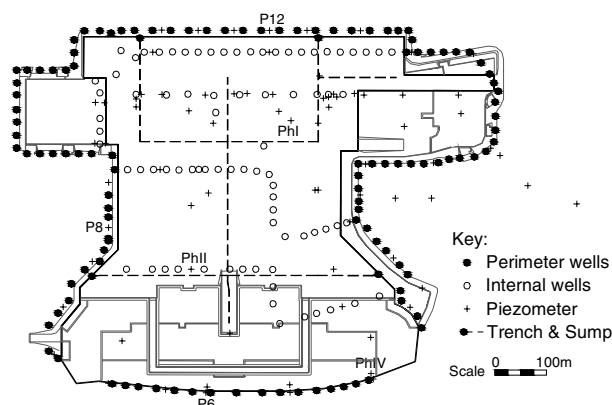 P12
PhI
P8
PhII
Key:
Perimeter wells
Internal wells
Piezometer
Trench & Sump
PhIV
Scale 0 100m
P6